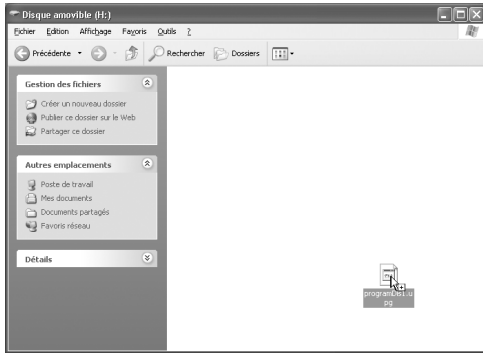 Disque amovible (H:)
Fichier Edition Affichage Favoris Outils ?
Précédente Rechercher Dossiers
Gestion des fichiers
Créer un nouveau dossier
Publier ce dossier sur le Web
Partager ce dossier
Autres emplacements
Poste de travail
Mes documents
Documents partagés
Favoris réseau
Détails
programDis1.u
pg